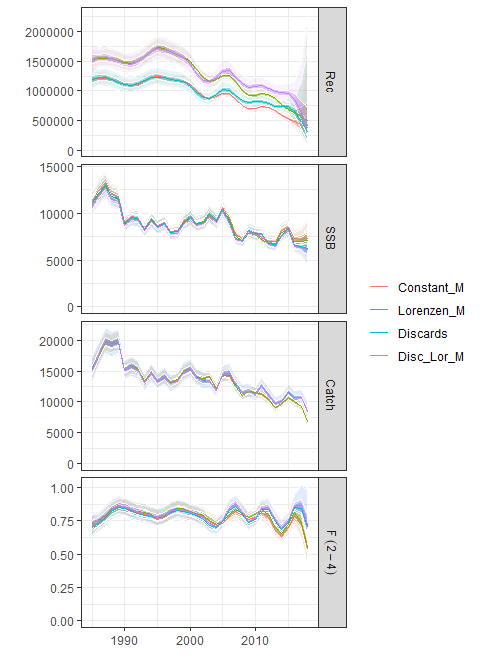 2000000
1500000
1000000
500000
0
Rec
15000
10000
5000
0
SSB
20000
15000
10000
5000
0
Catch
1.00
0.75
0.50
0.25
0.00
F (2−4)
1990
2000
2010
Constant_M
Lorenzen_M
Discards
Disc_Lor_M